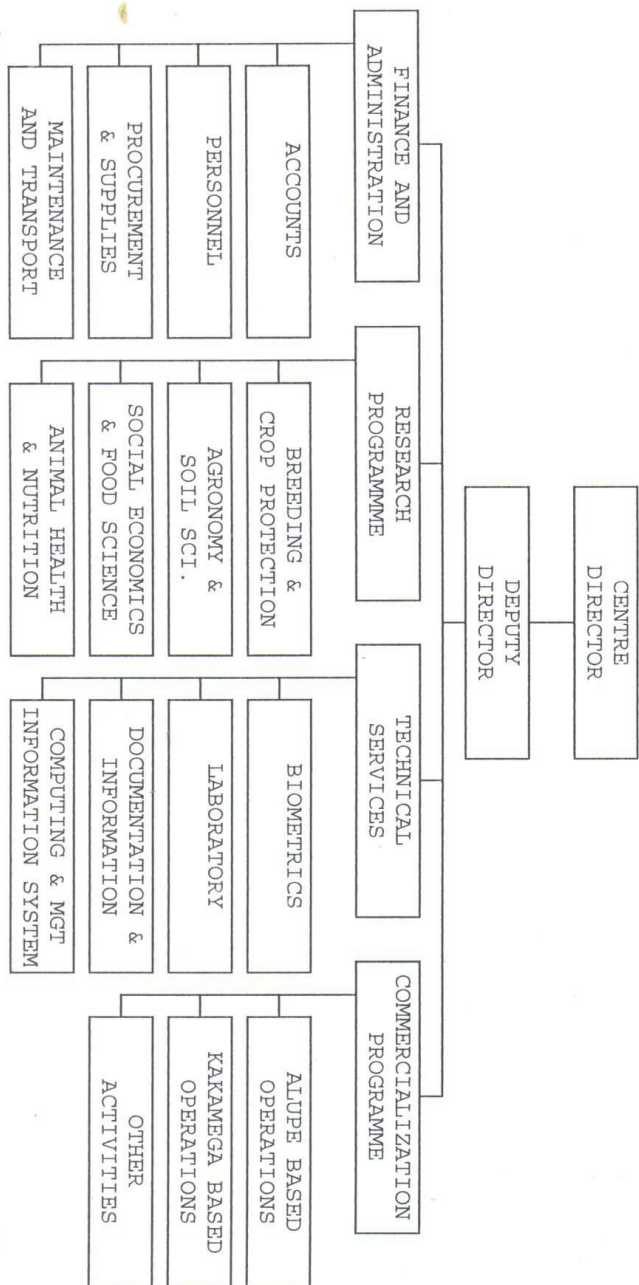 CENTRE
DIRECTOR
DEPUTY
DIRECTOR
FINANCE AND
ADMINISTRATION
ACCOUNTS
PERSONNEL
PROCUREMENT
& SUPPLIES
MAINTENANCE
AND TRANSPORT
RESEARCH
PROGRAMMME
BREEDING &
CROP PROTECTION
AGRONOMY &
SOIL SCI.
SOCIAL ECONOMICS
& FOOD SCIENCE
ANIMAL HEALTH
& NUTRITION
TECHNICAL
SERVICES
BIOMETRICS
LABORATORY
DOCUMENTATION &
INFORMATION
COMPUTING & MGT
INFORMATION SYSTEM
COMMERCIALIZATION
PROGRAMME
ALUPE BASED
OPERATIONS
KAKAMEGA BASED
OPERATIONS
OTHER
ACTIVITIES